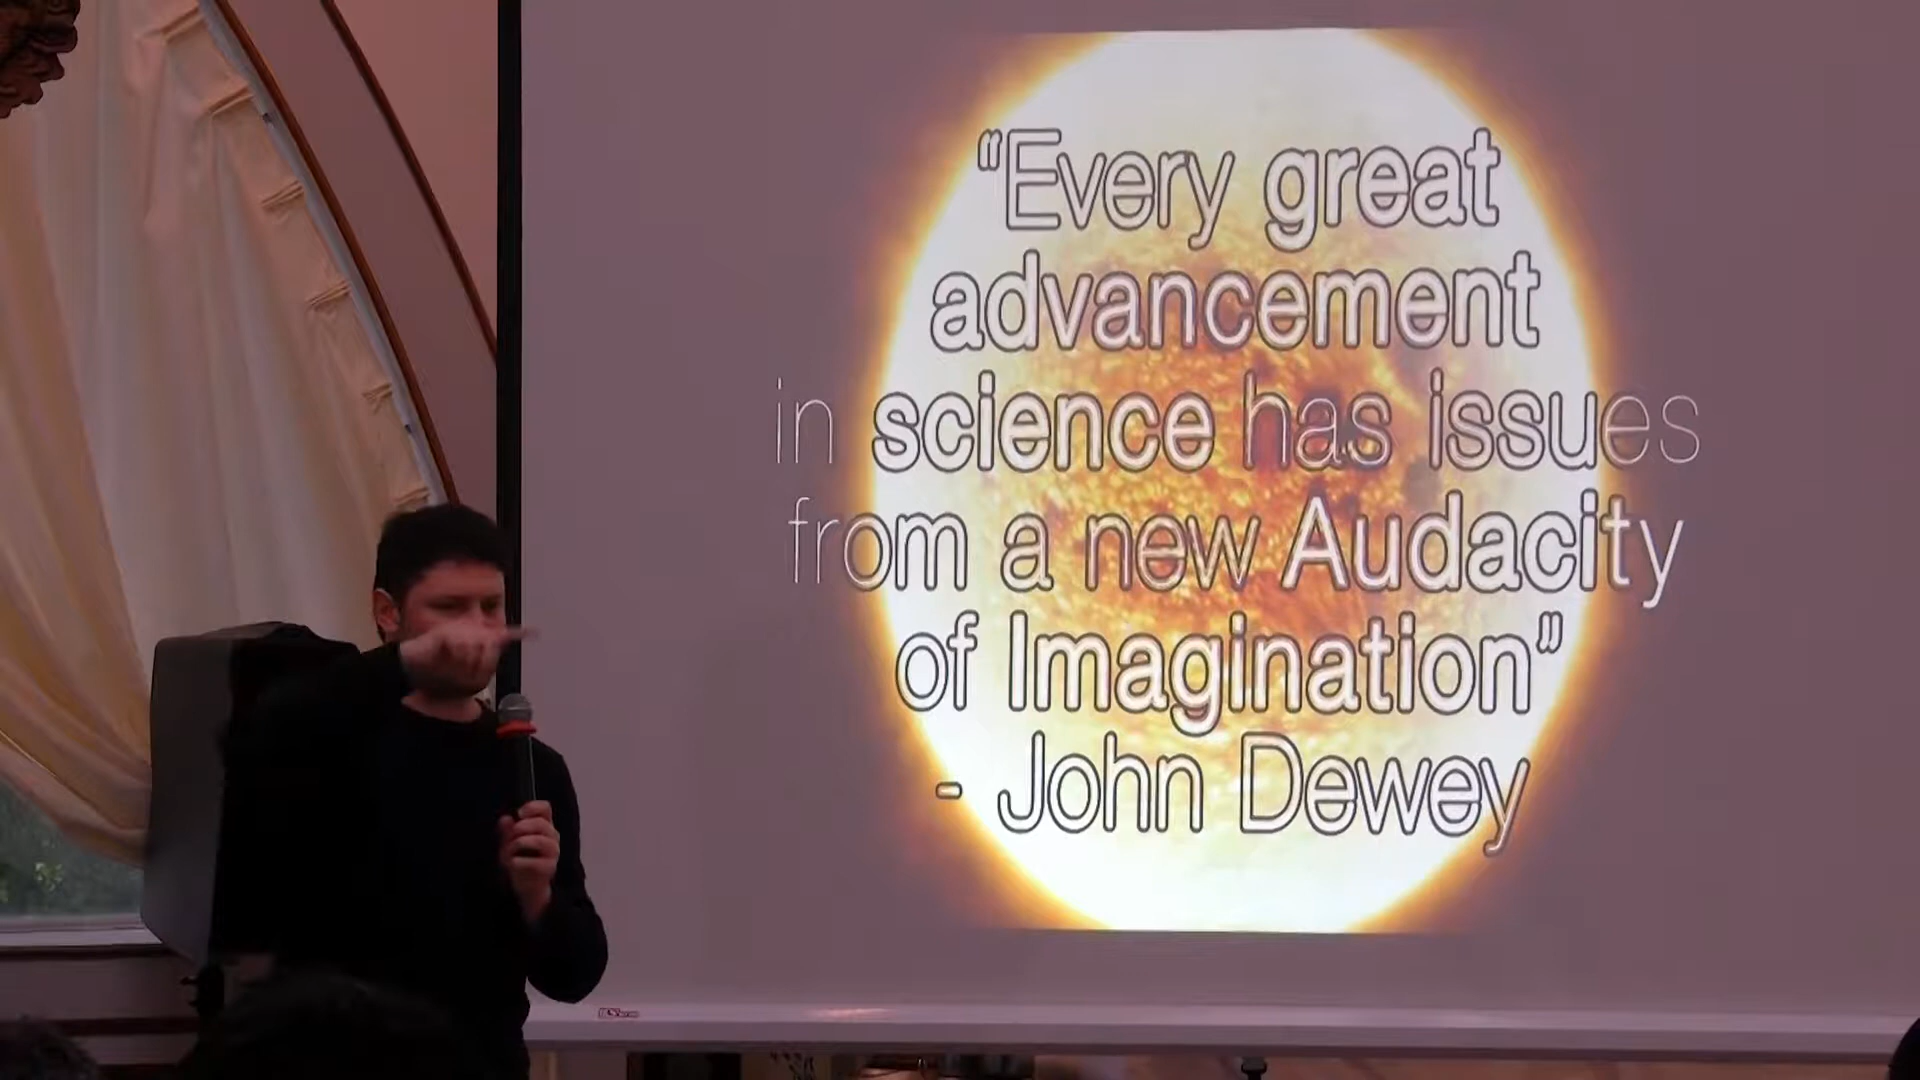 “Every great
advancement
in science has issues
from a new Audacity
of Imagination”
- John Dewey